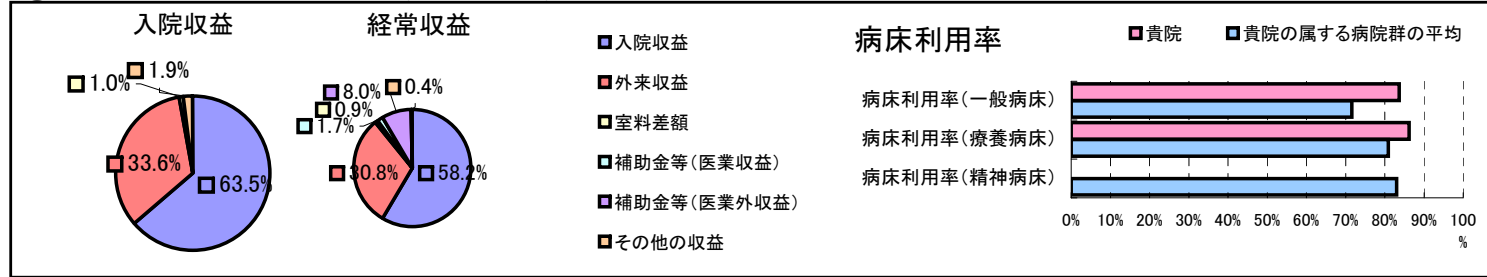 入院収益
1.0%
1.9%
33.6%
63.5%
経常収益
8.0%
0.4%
0.9%
1.7%
30.8%
58.2%
入院収益
外来収益
室料差額
補助金等(医業収益)
補助金等(医業外収益)
その他の収益
病床利用率
貴院 貴院の属する病院群の平均
病床利用率(一般病床)
病床利用率(療養病床)
病床利用率(精神病床)
0% 10% 20% 30% 40% 50% 60% 70% 80% 90% 100
%